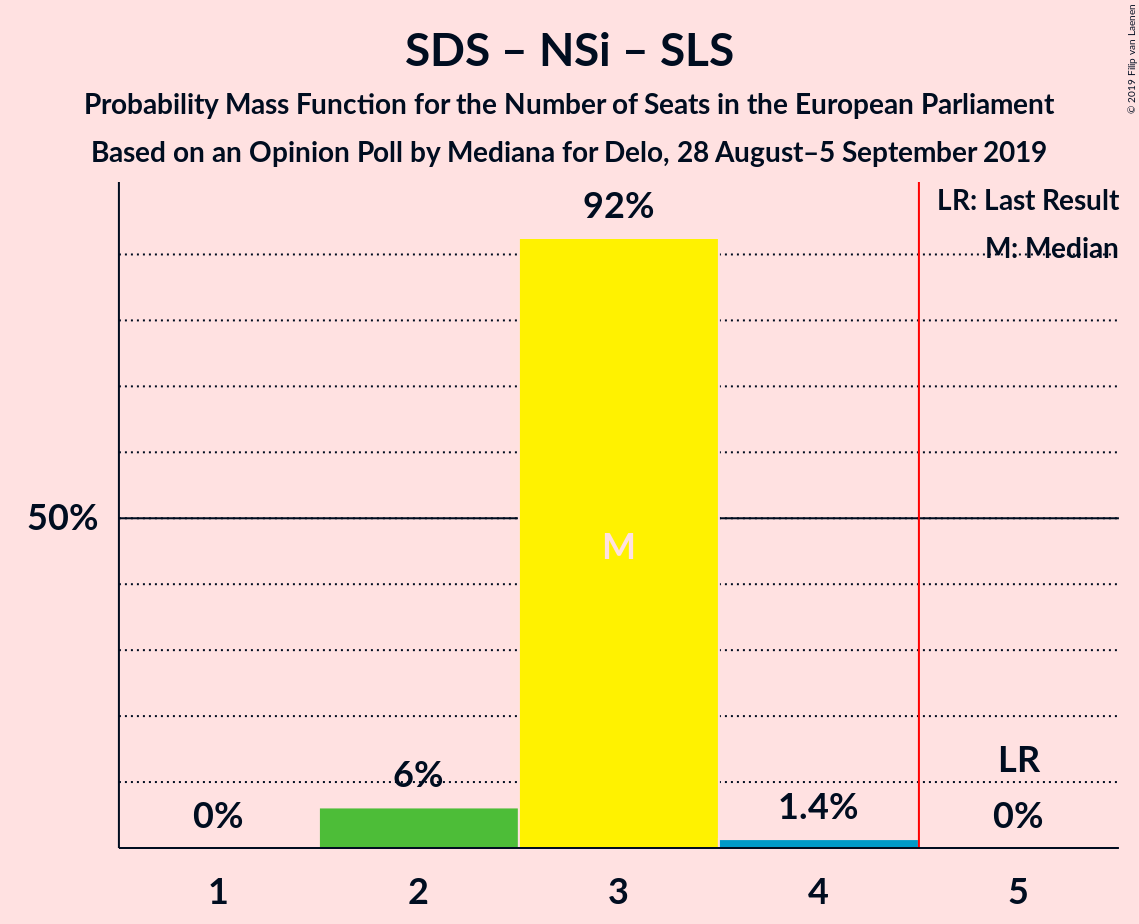 SDS – NSi – SLS
Probability Mass Function for the Number of Seats in the European Parliament
Based on an Opinion Poll by Mediana for Delo, 28 August–5 September 2019
© 2019 Filip van Laenen
LR: Last Result
M: Median
92%
50%
M
6%
LR
0%
1.4%
0%
1 2 3 4 5